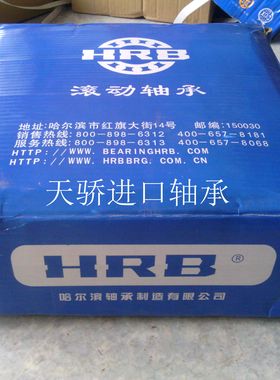 HRB
滚动轴承
地址:哈尔滨市红旗大街14号 邮编:150030
销售热线:800-898-6312 400-657-8181
服务热线:800-898-6313 400-657-8068
HTTP://WWW.BEARINGHRB.COM
HTTP://WWW.HRBBRG.COM.CN
天骄进口轴承
HRB®
哈尔滨轴承制造有限公司